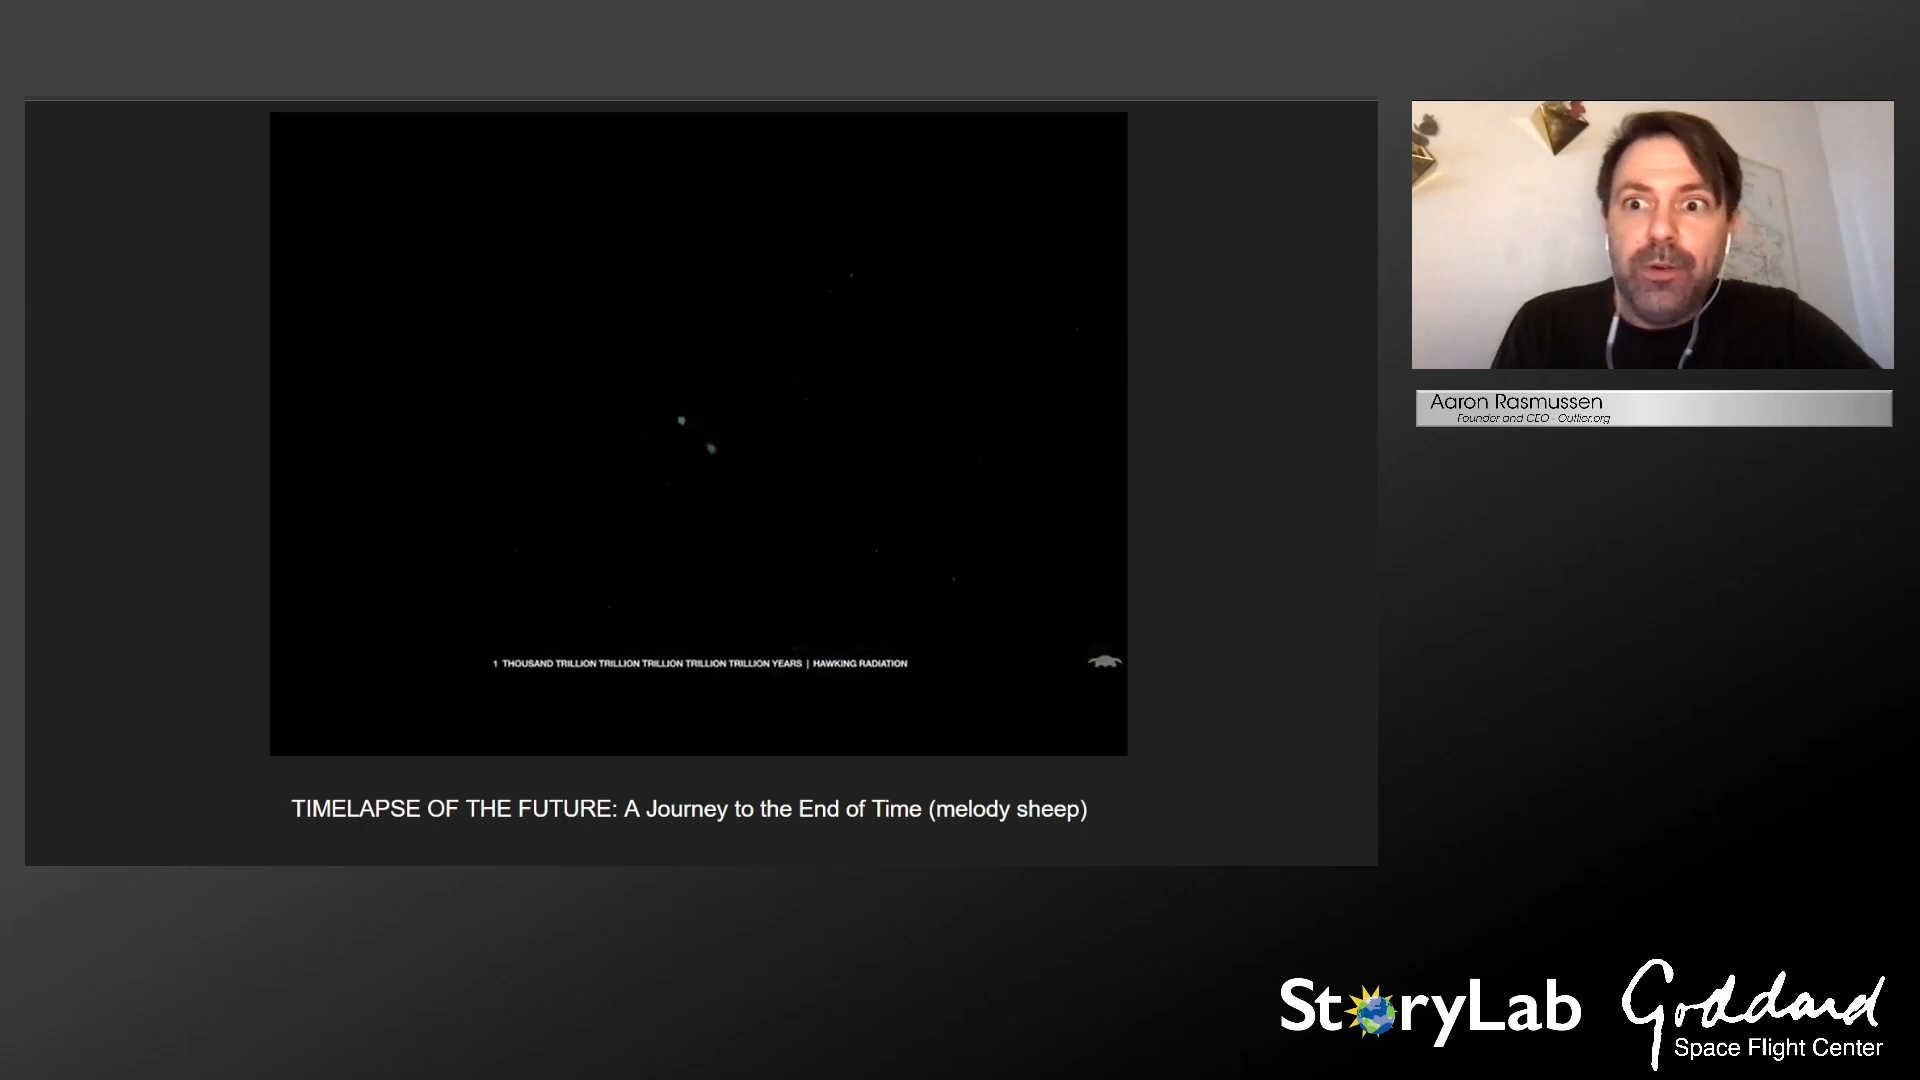 1 THOUSAND TRILLION TRILLION TRILLION TRILLION TRILLION YEARS | HAWKING RADIATION
TIMELAPSE OF THE FUTURE: A Journey to the End of Time (melody sheep)
Aaron Rasmussen
Founder and CEO - Outlier.org
StoryLab
Goddard
Space Flight Center